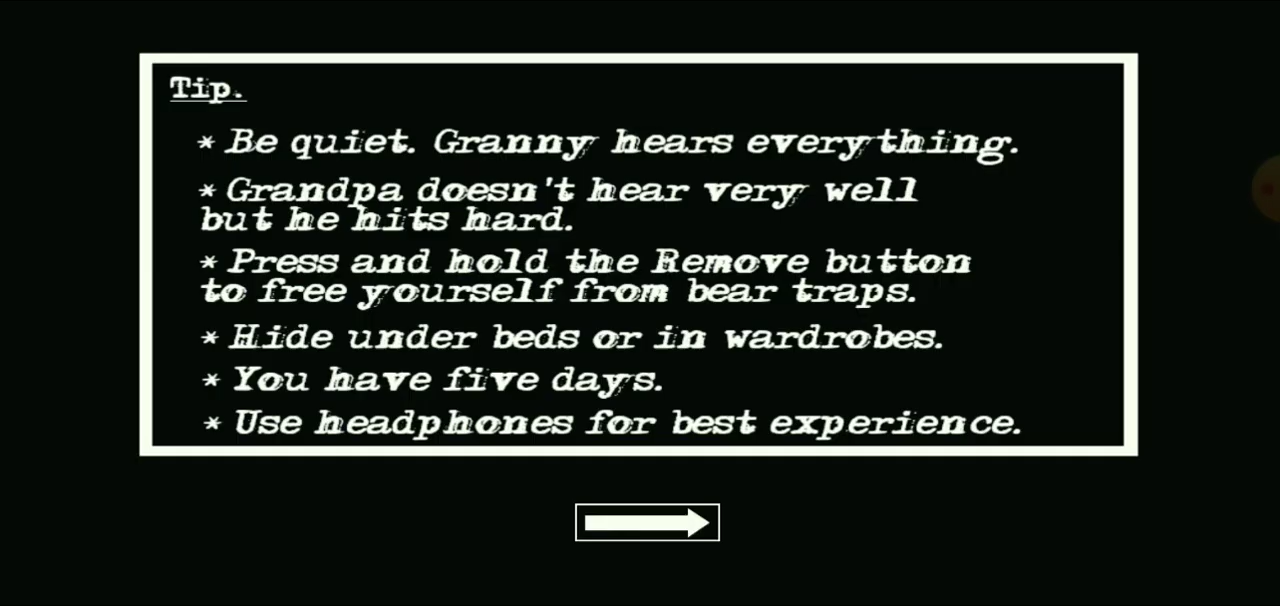 Tip.
* Be quiet. Granny hears everything.
* Grandpa doesn't hear very well
but he hits hard.
* Press and hold the Remove button
to free yourself from bear traps.
* Hide under beds or in wardrobes.
* You have five days.
* Use headphones for best experience.